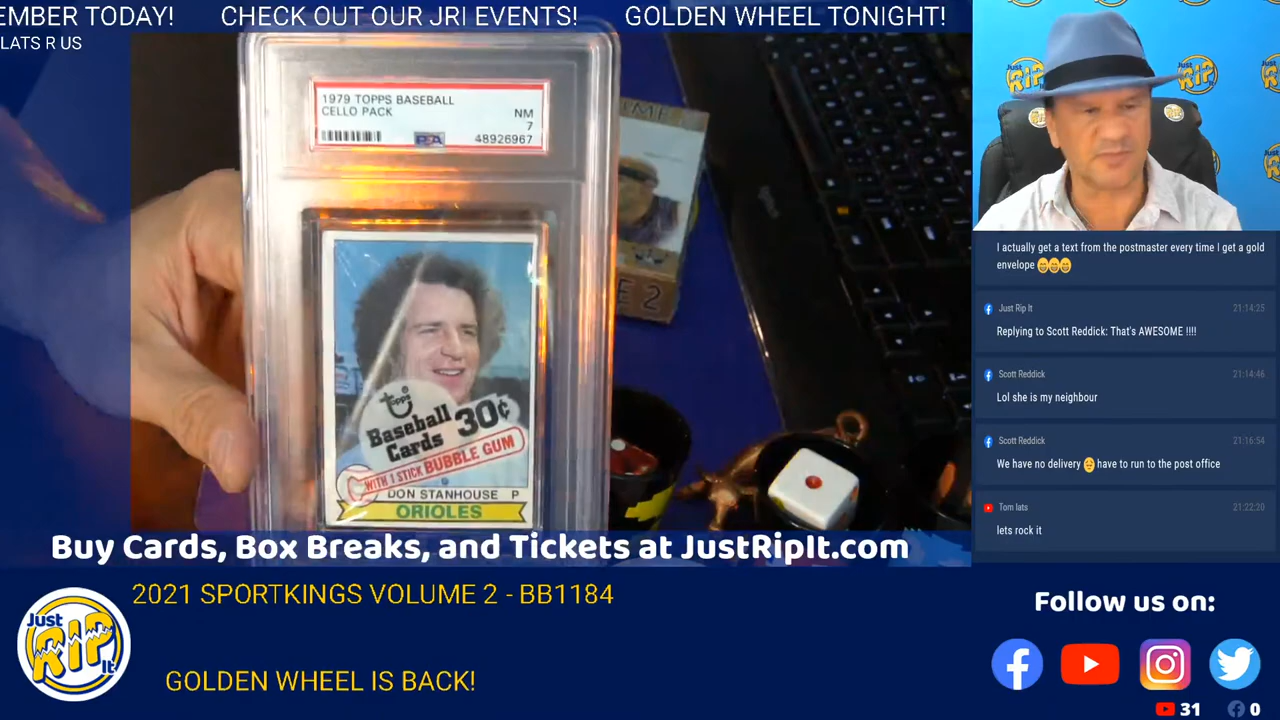 EMBER TODAY! CHECK OUT OUR JRI EVENTS! GOLDEN WHEEL TONIGHT!
LATS R US
1979 TOPPS BASEBALL
CELLO PACK NM
7
PSA 48926967
TOPPS
Baseball
Cards 30¢
WITH 1 STICK BUBBLE GUM
DON STANHOUSE P
ORIOLES
E 2
Just
RIP
It
I actually get a text from the postmaster every time I get a gold
envelope 😁😁😁
Just Rip It 21:14:25
Replying to Scott Reddick: That's AWESOME !!!!
Scott Reddick 21:14:46
Lol she is my neighbour
Scott Reddick 21:16:54
We have no delivery 😔 have to run to the post office
Tom lats 21:22:20
lets rock it
Buy Cards, Box Breaks, and Tickets at JustRipIt.com
2021 SPORTKINGS VOLUME 2 - BB1184
Just
RIP
It
GOLDEN WHEEL IS BACK!
Follow us on:
31 0